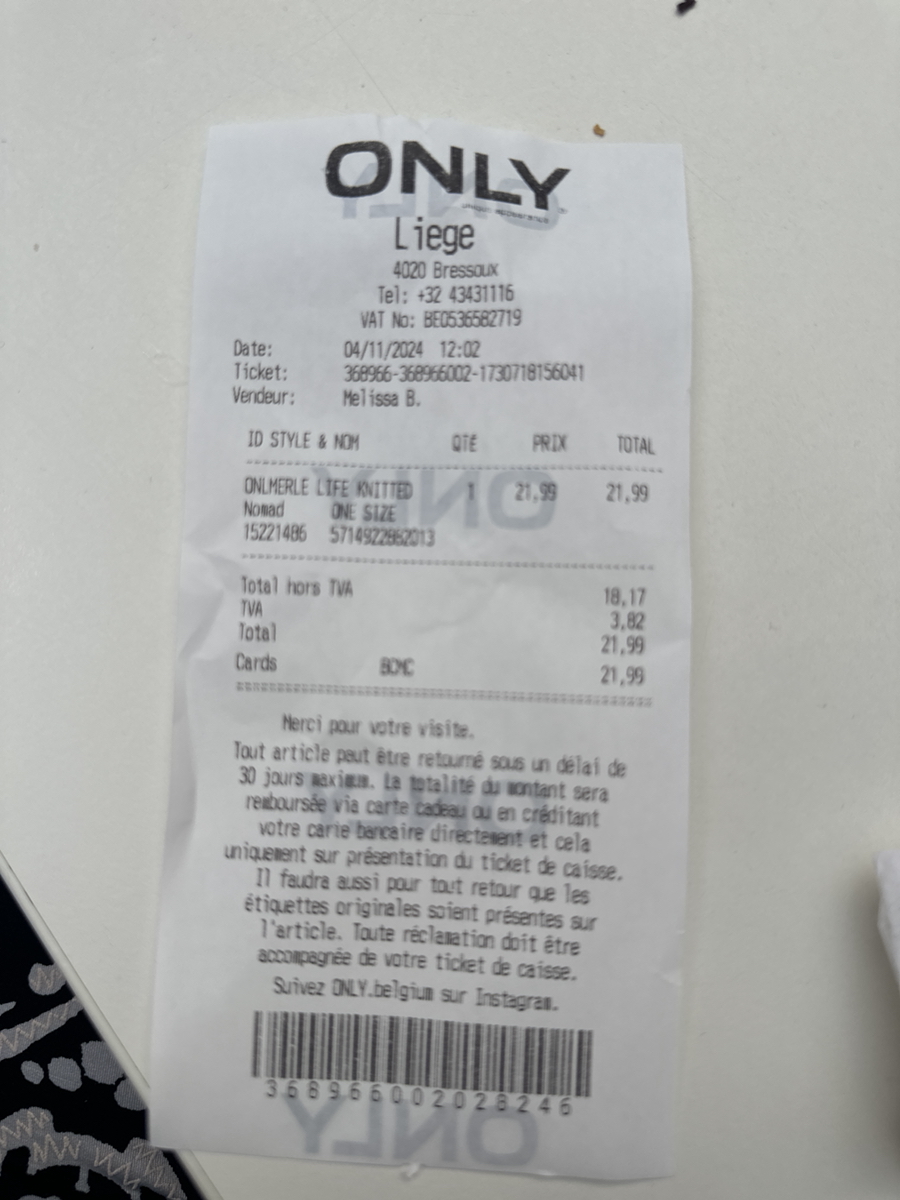 ONLY
Liege
4020 Bressoux
Tel: +32 43431116
VAT No: BE0536582719
Date: 04/11/2024 12:02
Ticket: 368966-368966002-1730718156041
Vendeur: Melissa B.
ID STYLE & NOM QTÉ PRIX TOTAL
ONLMERLE LIFE KNITTED 1 21,99 21,99
Nomad ONE SIZE
15221486 5714922862013
Total hors TVA 18,17
TVA 3,82
Total 21,99
Cards BCMC 21,99
Merci pour votre visite.
Tout article peut être retourné sous un délai de
30 jours maximum. La totalité du montant sera
remboursée via carte cadeau ou en créditant
votre carte bancaire directement et cela
uniquement sur présentation du ticket de caisse.
Il faudra aussi pour tout retour que les
étiquettes originales soient présentes sur
l'article. Toute réclamation doit être
accompagnée de votre ticket de caisse.
Suivez ONLY.belgium sur Instagram.
368966002028246